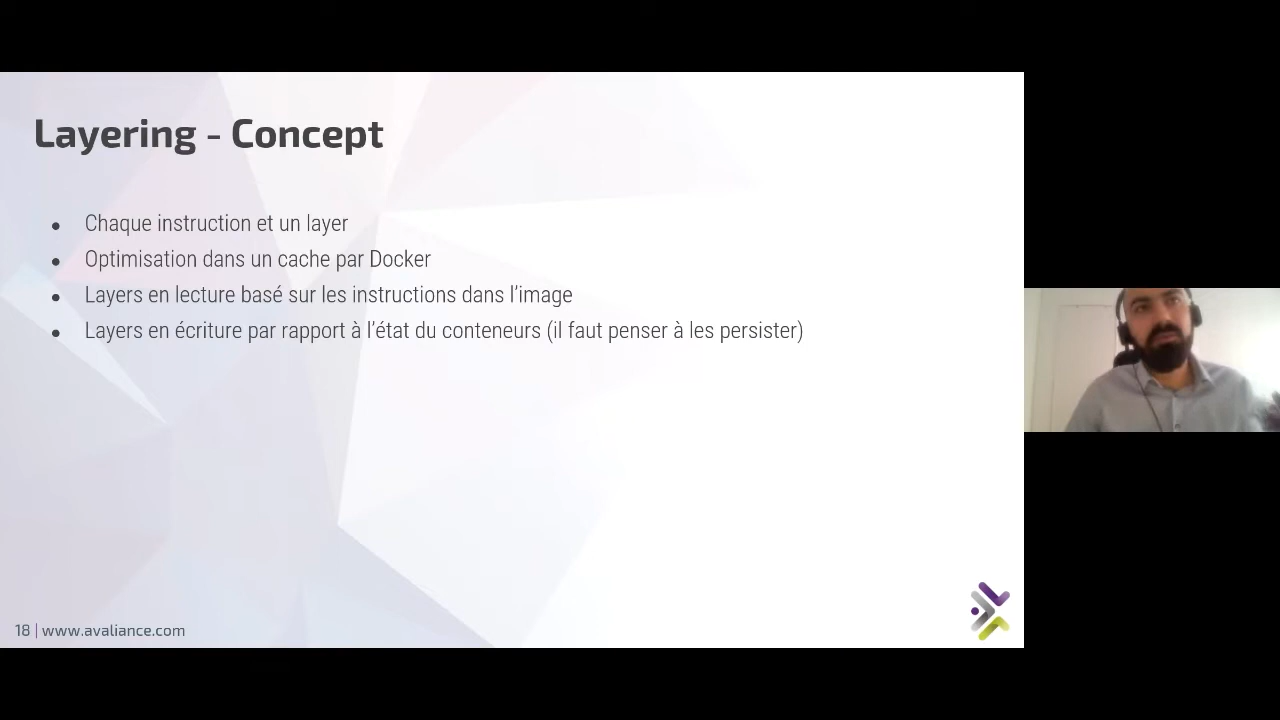 Layering - Concept
● Chaque instruction et un layer
● Optimisation dans un cache par Docker
● Layers en lecture basé sur les instructions dans l’image
● Layers en écriture par rapport à l’état du conteneurs (il faut penser à les persister)
18 | www.avaliance.com